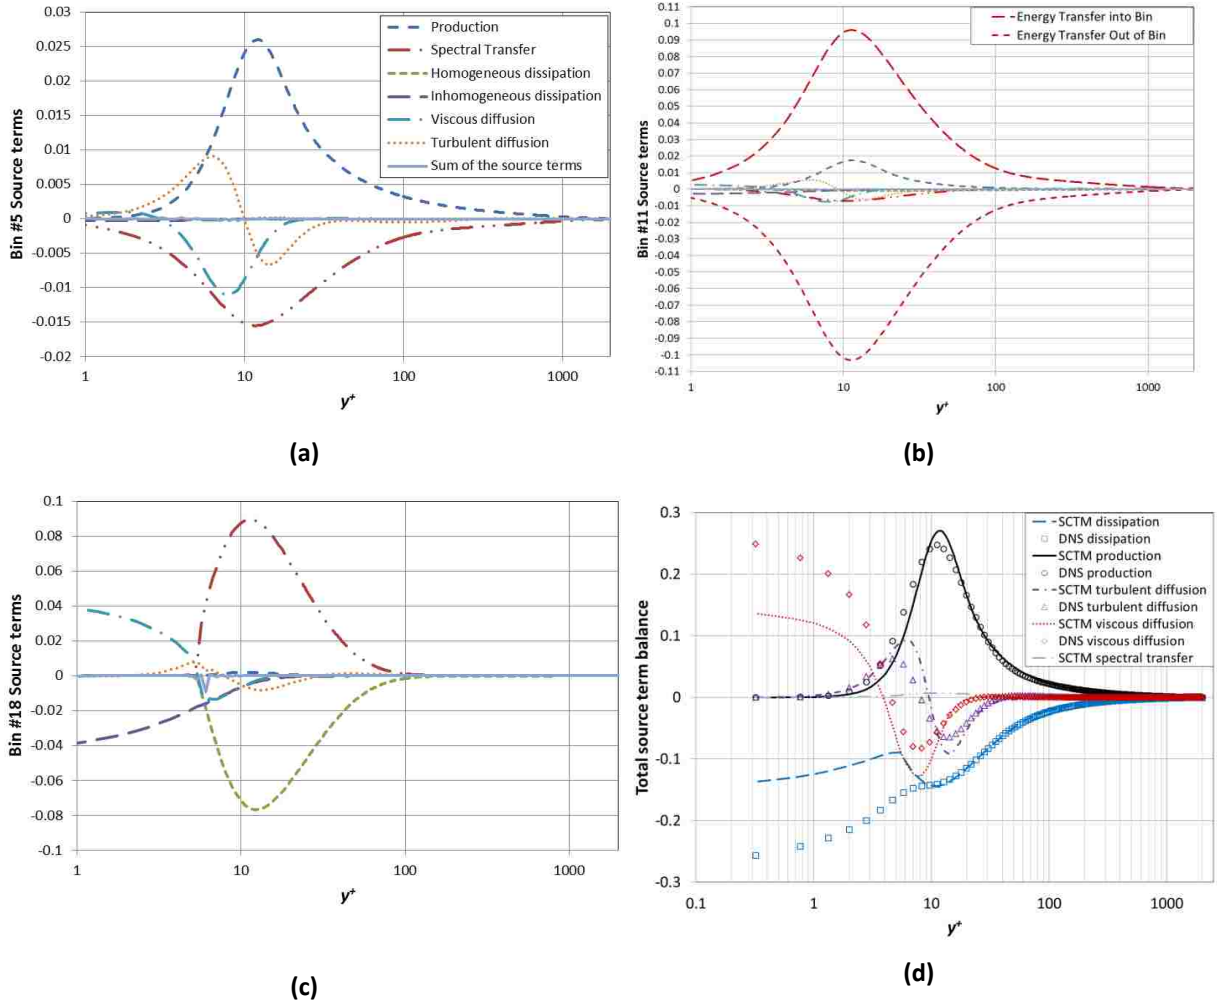 Bin #5 Source terms
0.03
0.025
0.02
0.015
0.01
0.005
0
-0.005
-0.01
-0.015
-0.02
1
10
100
1000
y⁺
Production
Spectral Transfer
Homogeneous dissipation
Inhomogeneous dissipation
Viscous diffusion
Turbulent diffusion
Sum of the source terms
(a)
Bin #11 Source terms
0.11
0.1
0.09
0.08
0.07
0.06
0.05
0.04
0.03
0.02
0.01
0
-0.01
-0.02
-0.03
-0.04
-0.05
-0.06
-0.07
-0.08
-0.09
-0.1
-0.11
1
10
100
1000
y⁺
Energy Transfer into Bin
Energy Transfer Out of Bin
(b)
Bin #18 Source terms
0.1
0.08
0.06
0.04
0.02
0
-0.02
-0.04
-0.06
-0.08
-0.1
1
10
100
1000
y⁺
(c)
Total source term balance
0.3
0.2
0.1
0
-0.1
-0.2
-0.3
0.1
1
10
100
1000
y⁺
SCTM dissipation
DNS dissipation
SCTM production
DNS production
SCTM turbulent diffusion
DNS turbulent diffusion
SCTM viscous diffusion
DNS viscous diffusion
SCTM spectral transfer
(d)